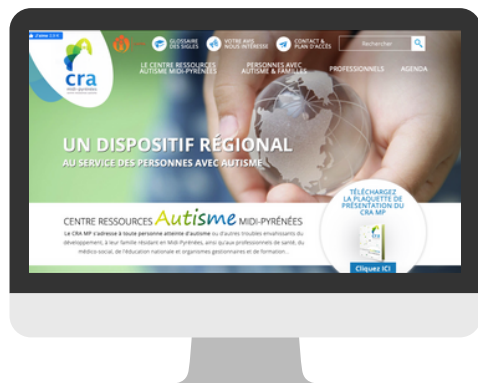 J'aime
GLOSSAIRE
DES SIGLES
VOTRE AVIS
NOUS INTÉRESSE
CONTACT &
PLAN D'ACCÈS
Rechercher
cra
midi-pyrénées
LE CENTRE RESSOURCES
AUTISME MIDI-PYRÉNÉES
PERSONNES AVEC
AUTISME & FAMILLES
PROFESSIONNELS
AGENDA
UN DISPOSITIF RÉGIONAL
AU SERVICE DES PERSONNES AVEC AUTISME
TÉLÉCHARGEZ
LA PLAQUETTE DE
PRÉSENTATION DU
CRA MP
Cliquez ICI
CENTRE RESSOURCES Autisme MIDI-PYRÉNÉES
Le CRA MP s'adresse à toute personne atteinte d'autisme ou d'autres troubles envahissants du
développement, à leur famille résidant en Midi-Pyrénées, ainsi qu'aux professionnels de santé, du
médico social, de l'éducation nationale et organismes gestionnaires et de formation...